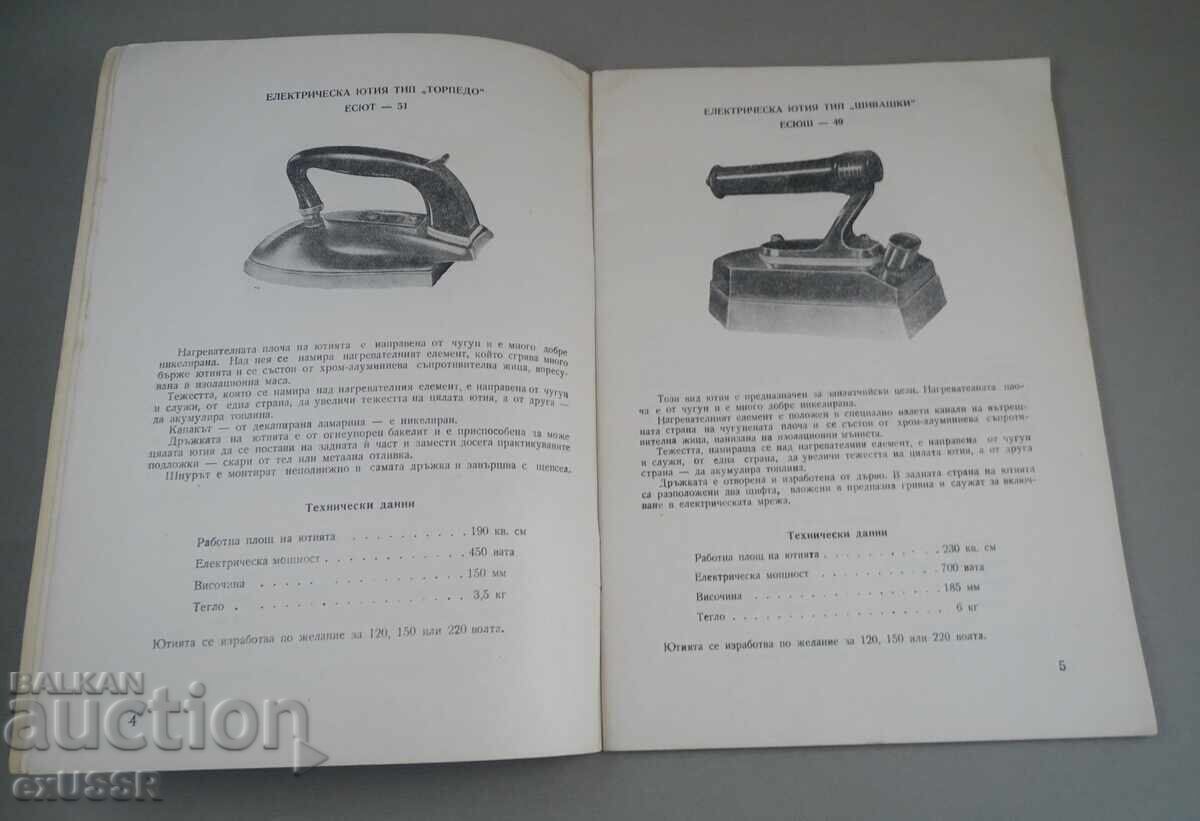 ЕЛЕКТРИЧЕСКА ЮТИЯ ТИП „ТОРПЕДО“
ЕСЮТ — 51
Нагревателната плоча на ютията е направена от чугун и е много добре
никелирана. Над нея се намира нагревателният елемент, който сгрява много
бърже ютията и се състои от хром-алуминиева съпротивителна жица, впресу-
вана в изолационна маса.
Тежестта, която се намира над нагревателния елемент, е направена от чугун
и служи, от една страна, да увеличи тежестта на цялата ютия, а от друга —
да акумулира топлина.
Капакът — от декапирана ламарина — е никелиран.
Дръжката на ютията е от огнеупорен бакелит и е приспособена за може
цялата ютия да се постави на задната ѝ част и замести досега практикуваните
подложки — скари от тел или метална отливка.
Шнурът е монтират неподвижно в самата дръжка и завършва с щепсел.
Технически данни
Работна площ на ютията . . . . . . . . . . . 190 кв. см
Електрическа мощност . . . . . . . . . . . . 450 вата
Височина . . . . . . . . . . . . . . . . 150 мм
Тегло . . . . . . . . . . . . . . . . . 3,5 кг
Ютията се изработва по желание за 120, 150 или 220 волта.
4
ЕЛЕКТРИЧЕСКА ЮТИЯ ТИП „ШИВАШКИ“
ЕСЮШ — 49
Този вид ютия е предназначен за занаятчийски цели. Нагревателната пло-
ча е от чугун и е много добре никелирана.
Нагревателният елемент е положен в специално излети канали на вътреш-
ната страна на чугунената плоча и се състои от хром-алуминиева съпроти-
вителна жица, нанизана на изолационни мъниста.
Тежестта, намираща се над нагревателния елемент, е направена от чугун
и служи, от една страна, да увеличи тежестта на цялата ютия, а от друга
страна — да акумулира топлина.
Дръжката е отворена и изработена от дърво. В задната страна на ютията
са разположени два щифта, вложени в предпазна гривна и служат за включ-
ване в електрическата мрежа.
Технически данни
Работна площ на ютията . . . . . . . . . . . 230 кв. см
Електрическа мощност . . . . . . . . . . . 700 вата
Височина . . . . . . . . . . . . . . . . 185 мм
Тегло . . . . . . . . . . . . . . . . . 6 кг
Ютията се изработва по желание за 120, 150 или 220 волта.
5
BALKAN
auction
exUSSR